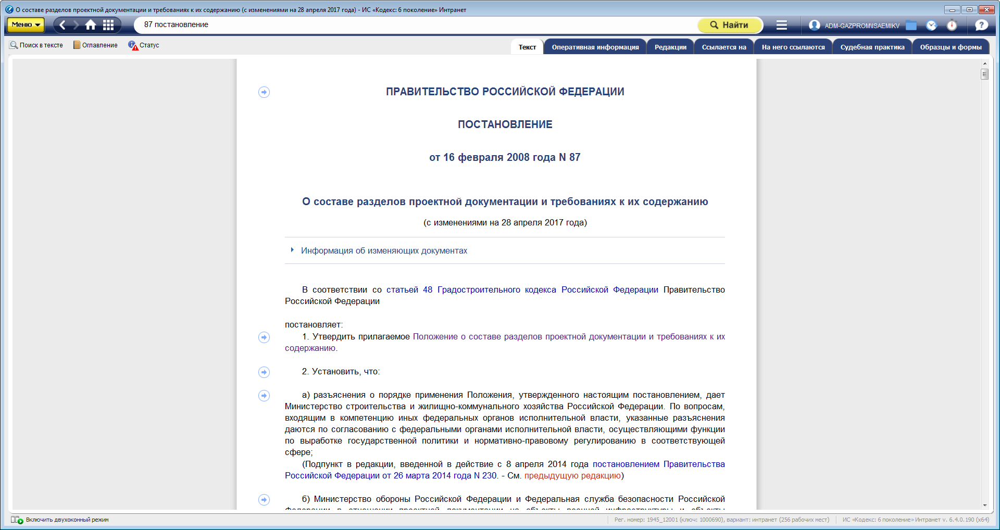 О составе разделов проектной документации и требованиях к их содержанию (с изменениями на 28 апреля 2017 года) - ИС «Кодекс: 6 поколение» Интранет
Меню
87 постановление
Найти
ADM-GAZPROM\ISAEMIKV
Поиск в тексте
Оглавление
Статус
Текст
Оперативная информация
Редакции
Ссылается на
На него ссылаются
Судебная практика
Образцы и формы
ПРАВИТЕЛЬСТВО РОССИЙСКОЙ ФЕДЕРАЦИИ
ПОСТАНОВЛЕНИЕ
от 16 февраля 2008 года N 87
О составе разделов проектной документации и требованиях к их содержанию
(с изменениями на 28 апреля 2017 года)
Информация об изменяющих документах
В соответствии со статьей 48 Градостроительного кодекса Российской Федерации Правительство
Российской Федерации
постановляет:
1. Утвердить прилагаемое Положение о составе разделов проектной документации и требованиях к их
содержанию.
2. Установить, что:
а) разъяснения о порядке применения Положения, утвержденного настоящим постановлением, дает
Министерство строительства и жилищно-коммунального хозяйства Российской Федерации. По вопросам,
входящим в компетенцию иных федеральных органов исполнительной власти, указанные разъяснения
даются по согласованию с федеральными органами исполнительной власти, осуществляющими функции
по выработке государственной политики и нормативно-правовому регулированию в соответствующей
сфере;
(Подпункт в редакции, введенной в действие с 8 апреля 2014 года постановлением Правительства
Российской Федерации от 26 марта 2014 года N 230. - См. предыдущую редакцию)
б) Министерство обороны Российской Федерации и Федеральная служба безопасности Российской
Федерации в отношении проектной документации на объекты военной инфраструктуры и объекты
Включить двухоконный режим
Рег. номер: 1945_12001 (ключ: 1000690), вариант: интранет (256 рабочих мест)
ИС «Кодекс: 6 поколение» Интранет v. 6.4.0.190 (x64)